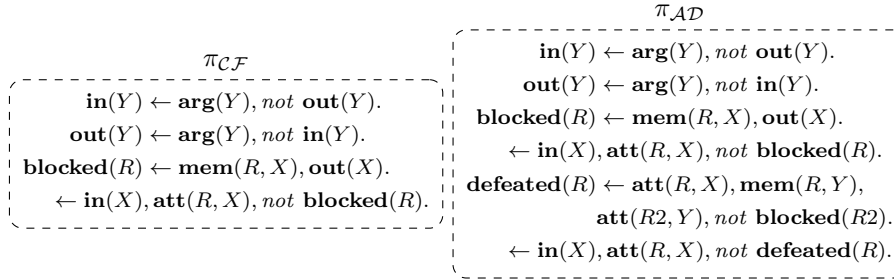 π_CF
in(Y) ← arg(Y), not out(Y).
out(Y) ← arg(Y), not in(Y).
blocked(R) ← mem(R, X), out(X).
← in(X), att(R, X), not blocked(R).
π_AD
in(Y) ← arg(Y), not out(Y).
out(Y) ← arg(Y), not in(Y).
blocked(R) ← mem(R, X), out(X).
← in(X), att(R, X), not blocked(R).
defeated(R) ← att(R, X), mem(R, Y),
att(R2, Y), not blocked(R2).
← in(X), att(R, X), not defeated(R).